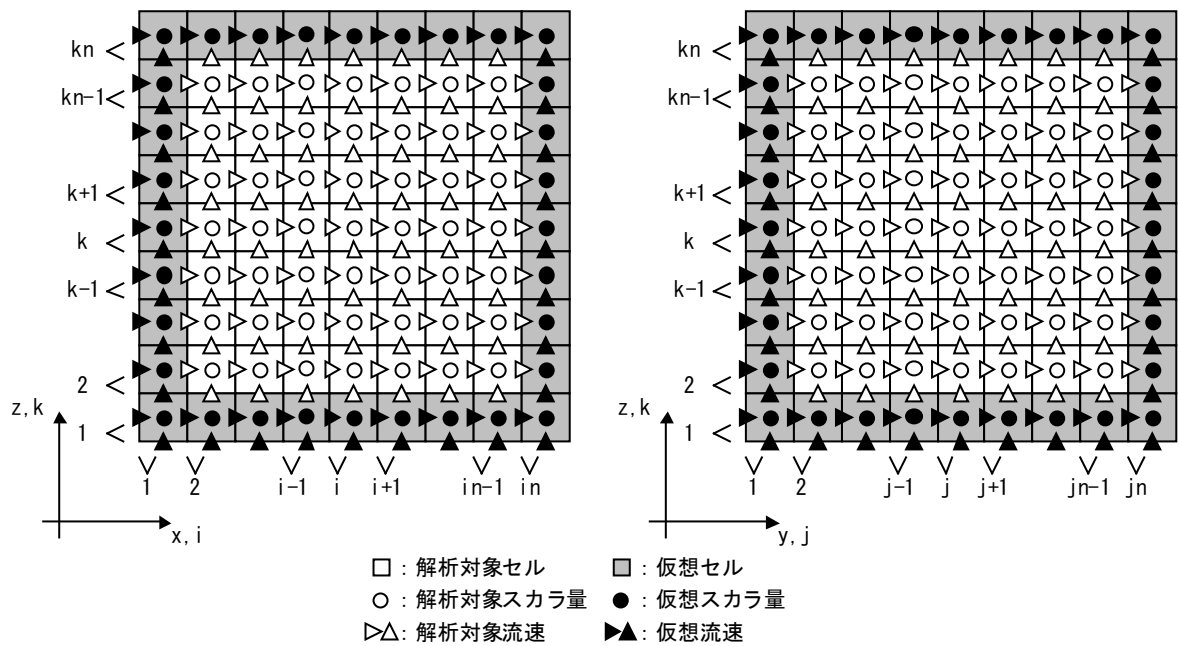 kn
kn-1
k+1
k
k-1
2
1
z,k
1 2 i-1 i i+1 in-1 in
x,i
kn
kn-1
k+1
k
k-1
2
1
z,k
1 2 j-1 j j+1 jn-1 jn
y,j
□：解析対象セル ■：仮想セル
○：解析対象スカラ量 ●：仮想スカラ量
▷△：解析対象流速 ▶▲：仮想流速